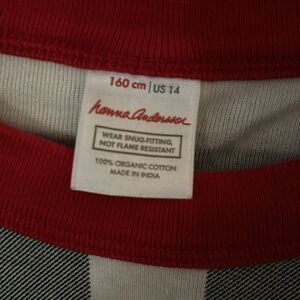 160 cm | US 14
hanna andersson
WEAR SNUG-FITTING,
NOT FLAME RESISTANT
100% ORGANIC COTTON
MADE IN INDIA